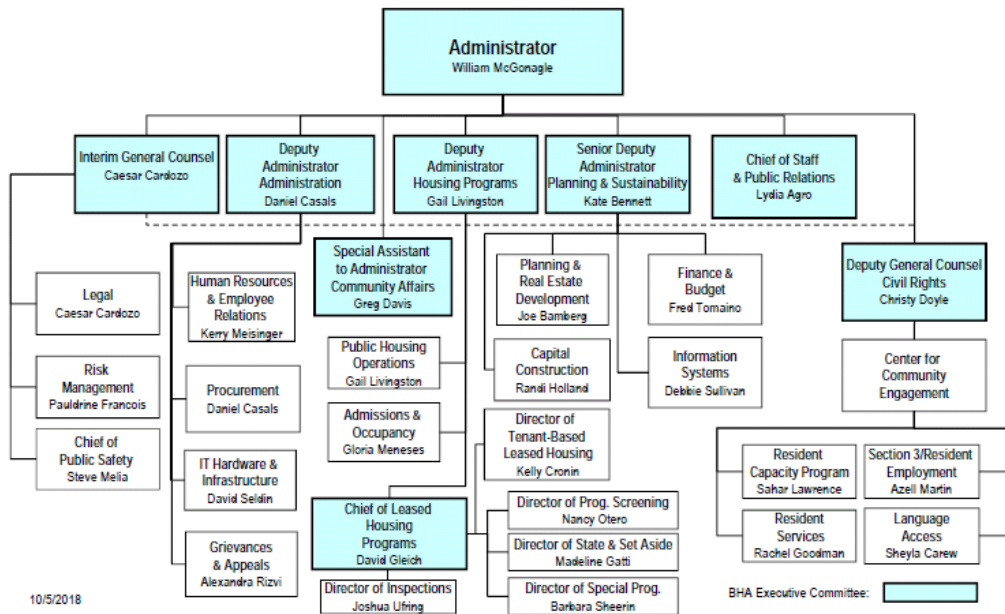 Administrator
William McGonagle
Interim General Counsel
Caesar Cardozo
Deputy
Administrator
Administration
Daniel Casals
Deputy
Administrator
Housing Programs
Gail Livingston
Senior Deputy
Administrator
Planning & Sustainability
Kate Bennett
Chief of Staff
& Public Relations
Lydia Agro
Special Assistant
to Administrator
Community Affairs
Greg Davis
Deputy General Counsel
Civil Rights
Christy Doyle
Legal
Caesar Cardozo
Risk
Management
Pauldrine Francois
Chief of
Public Safety
Steve Melia
Human Resources
& Employee
Relations
Kerry Meisinger
Procurement
Daniel Casals
IT Hardware &
Infrastructure
David Seldin
Grievances
& Appeals
Alexandra Rizvi
Public Housing
Operations
Gail Livingston
Admissions &
Occupancy
Gloria Meneses
Chief of Leased
Housing
Programs
David Gleich
Director of Inspections
Joshua Ufring
Planning &
Real Estate
Development
Joe Bamberg
Capital
Construction
Randi Holland
Director of
Tenant-Based
Leased Housing
Kelly Cronin
Director of Prog. Screening
Nancy Otero
Director of State & Set Aside
Madeline Gatti
Director of Special Prog.
Barbara Sheerin
Finance &
Budget
Fred Tomaino
Information
Systems
Debbie Sullivan
Center for
Community
Engagement
Resident
Capacity Program
Sahar Lawrence
Section 3/Resident
Employment
Azell Martin
Resident
Services
Rachel Goodman
Language
Access
Sheyla Carew
10/5/2018
BHA Executive Committee: